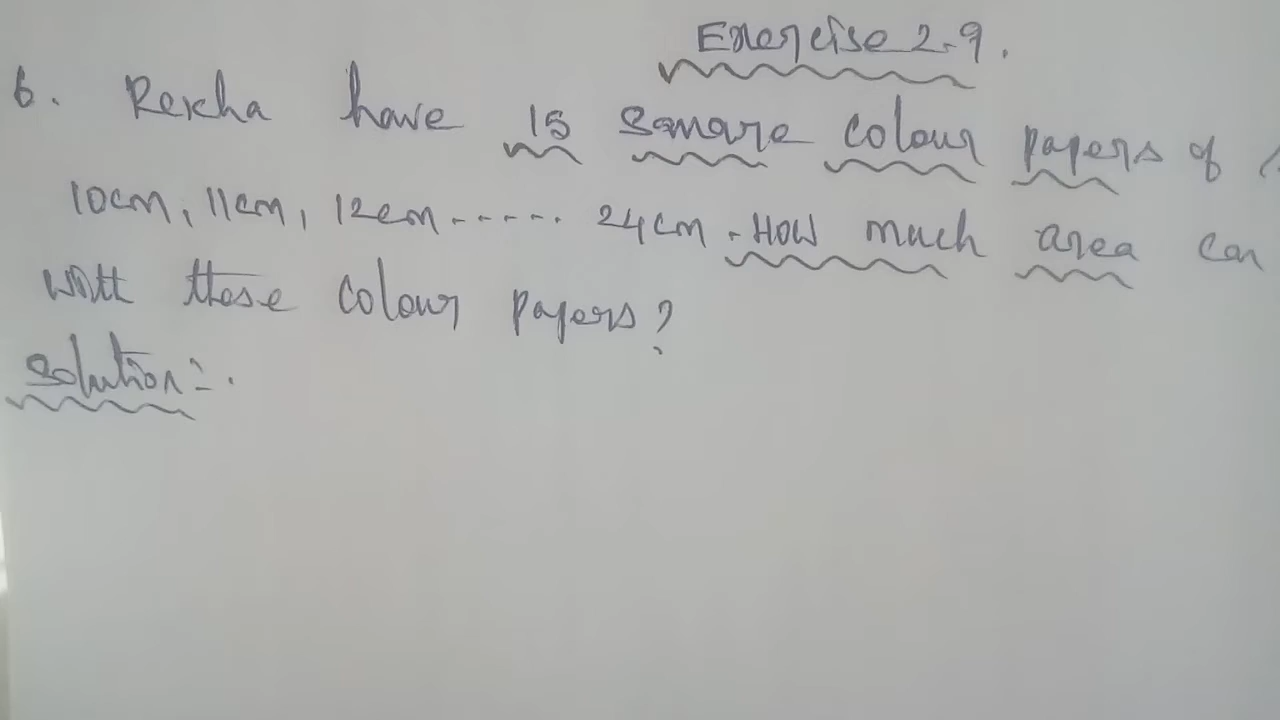 Exercise 2.9.
6. Rekha have 15 square colour papers of
10cm, 11cm, 12cm...... 24cm. How much area can
with these colour papers?
Solution:-.